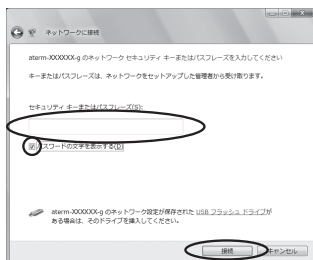 ネットワークに接続
aterm-XXXXXX-g のネットワーク セキュリティ キーまたはパスフレーズを入力してください
キーまたはパスフレーズは、ネットワークをセットアップした管理者から受け取ります。
セキュリティ キーまたはパスフレーズ(S):
パスワードの文字を表示する(D)
aterm-XXXXXX-g のネットワーク設定が保存された USB フラッシュ ドライブが
ある場合は、そのドライブを挿入してください。
接続 キャンセル